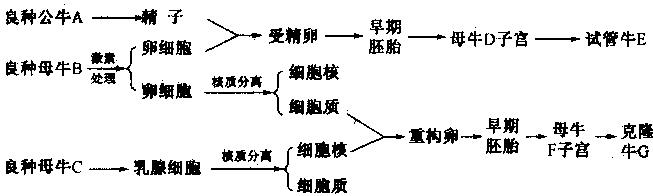 良种公牛A 精子
卵细胞 受精卵 早期胚胎 母牛D子宫 试管牛E
良种母牛B 激素处理
卵细胞 核质分离 细胞核
细胞质
重构卵 早期胚胎 母牛F子宫 克隆牛G
良种母牛C 乳腺细胞 核质分离 细胞核
细胞质